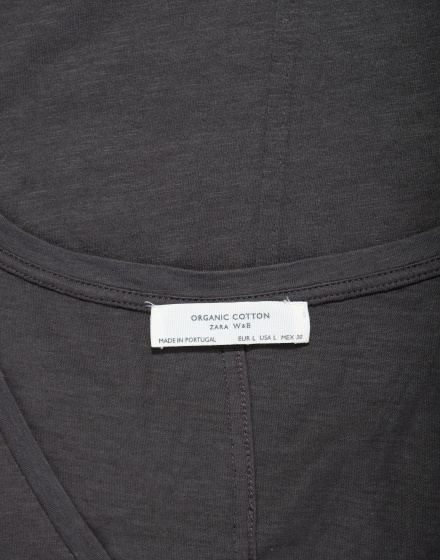 ORGANIC COTTON
ZARA W&B
MADE IN PORTUGAL EUR L USA L MEX 30